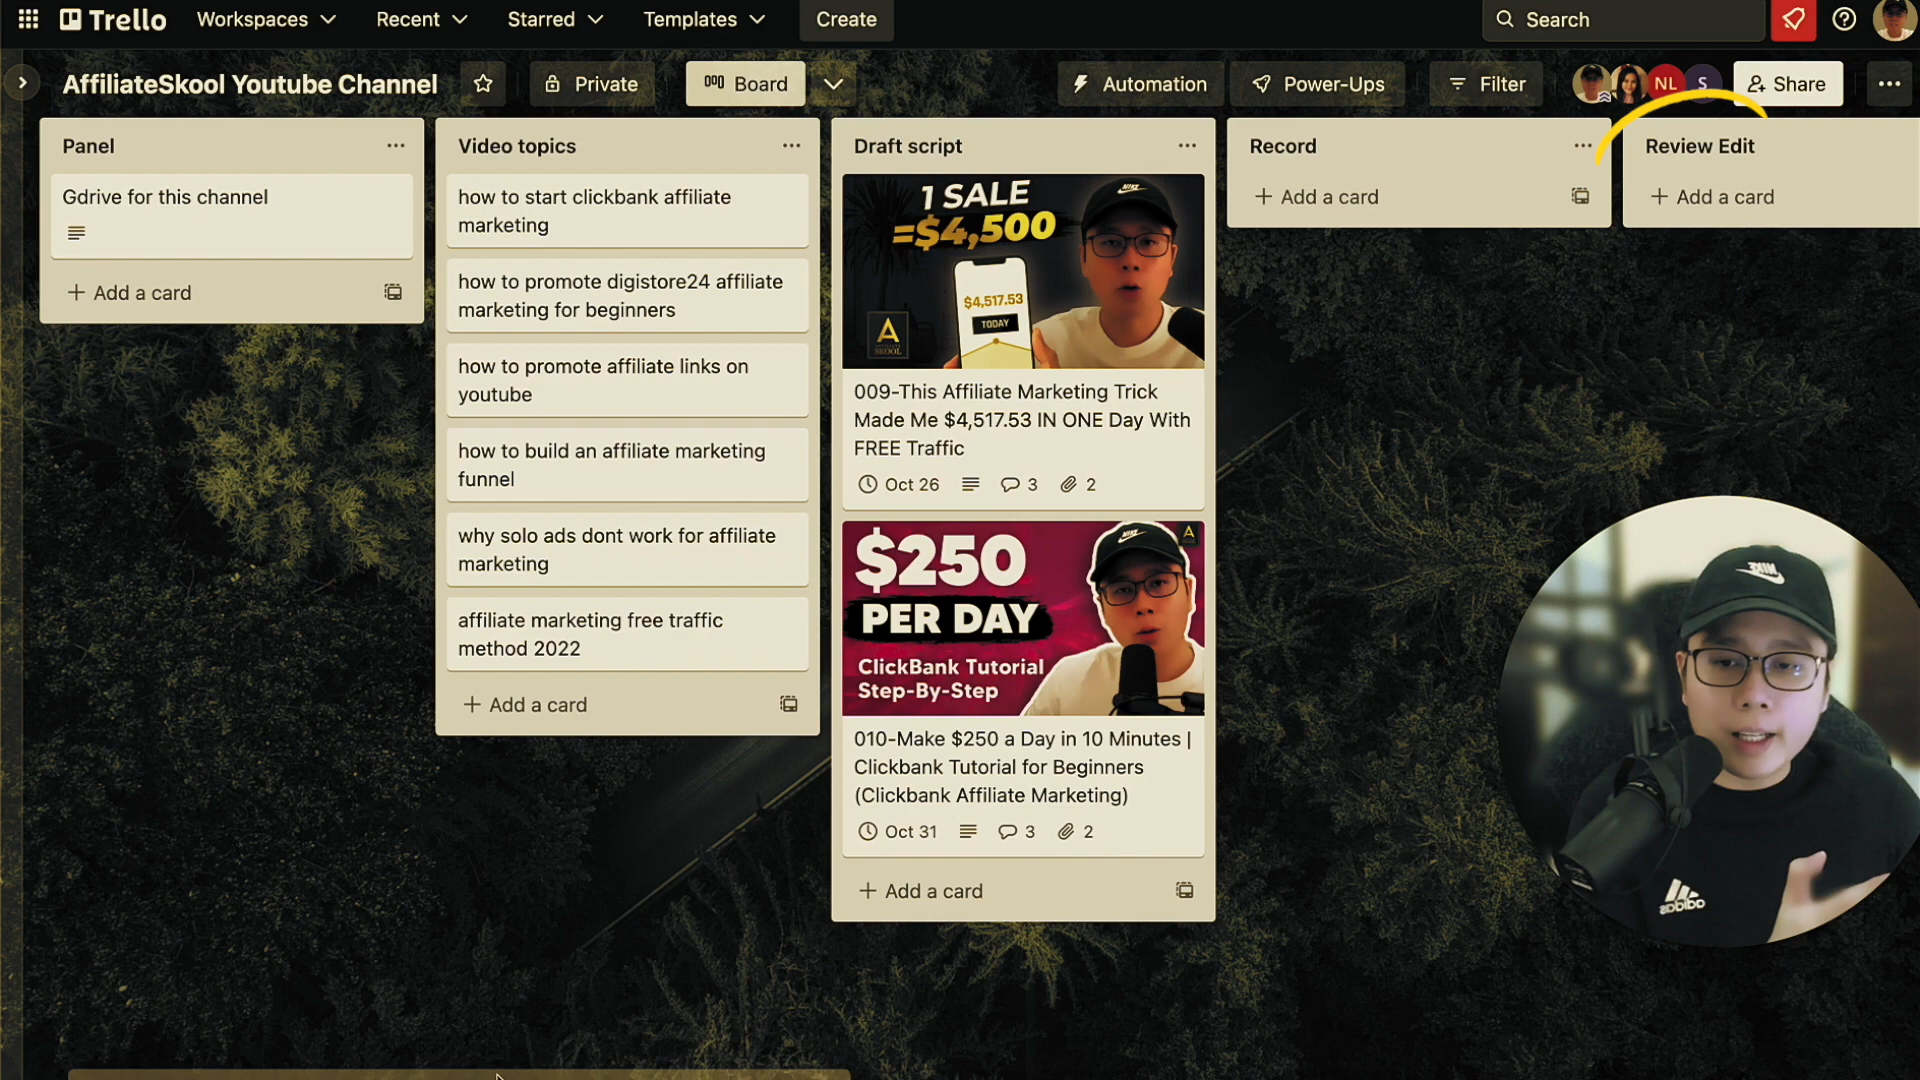 Trello
Workspaces
Recent
Starred
Templates
Create
Search
AffiliateSkool Youtube Channel
Private
Board
Automation
Power-Ups
Filter
NL
S
Share
Panel
Gdrive for this channel
Add a card
Video topics
how to start clickbank affiliate
marketing
how to promote digistore24 affiliate
marketing for beginners
how to promote affiliate links on
youtube
how to build an affiliate marketing
funnel
why solo ads dont work for affiliate
marketing
affiliate marketing free traffic
method 2022
Add a card
Draft script
1 SALE
=$4,500
NIKE
$4,517.53
TODAY
A
AFFILIATE
SKOOL
009-This Affiliate Marketing Trick
Made Me $4,517.53 IN ONE Day With
FREE Traffic
Oct 26
3
2
$250
PER DAY
ClickBank Tutorial
Step-By-Step
NIKE
A
010-Make $250 a Day in 10 Minutes |
Clickbank Tutorial for Beginners
(Clickbank Affiliate Marketing)
Oct 31
3
2
Add a card
Record
Add a card
Review Edit
Add a card
NIKE
adidas